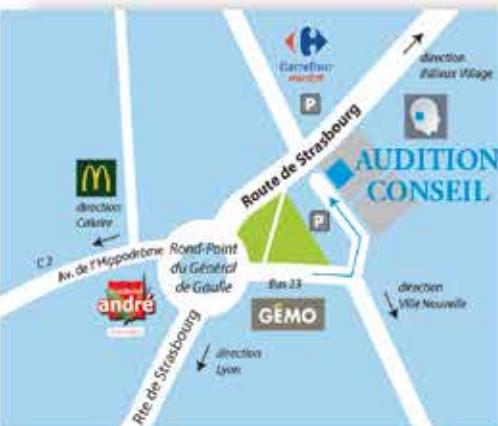 Carrefour
market
P
direction
Rillieux Village
Route de Strasbourg
AUDITION
CONSEIL
M
direction
Caluire
C 2
Av. de l'Hippodrome
Rond-Point
du Général
de Gaulle
P
Bus 33
andré
GÉMO
direction
Ville Nouvelle
Rte de Strasbourg
direction
Lyon